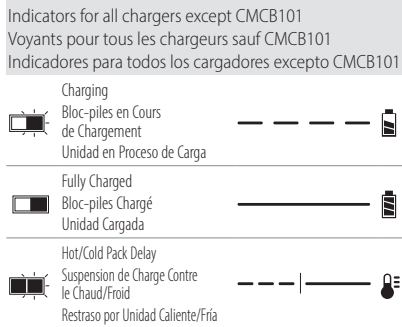 Indicators for all chargers except CMCB101
Voyants pour tous les chargeurs sauf CMCB101
Indicadores para todos los cargadores excepto CMCB101
Charging
Bloc-piles en Cours
de Chargement
Unidad en Proceso de Carga
Fully Charged
Bloc-piles Chargé
Unidad Cargada
Hot/Cold Pack Delay
Suspension de Charge Contre
le Chaud/Froid
Restraso por Unidad Caliente/Fría